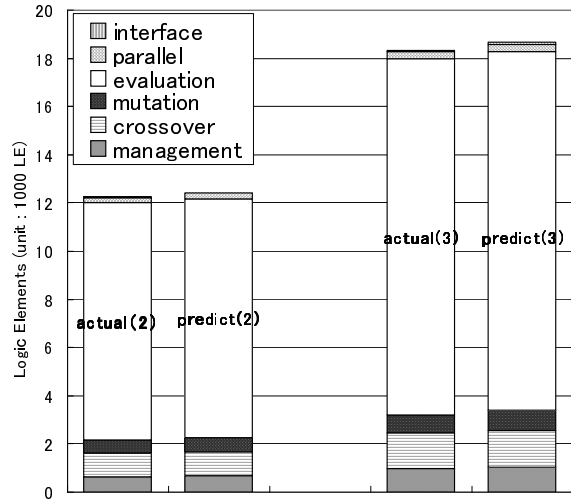 20
18
16
14
12
10
8
6
4
2
0
Logic Elements (unit : 1000 LE)
interface
parallel
evaluation
mutation
crossover
management
actual(2)
predict(2)
actual(3)
predict(3)